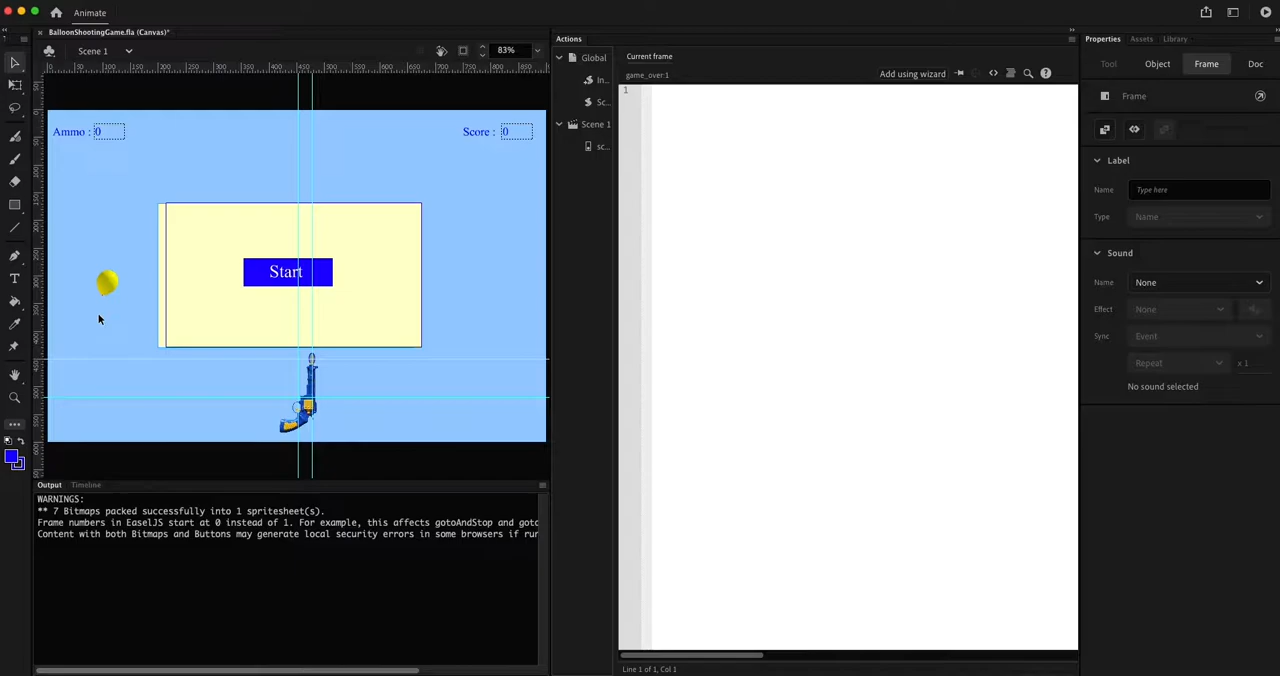 Animate
BalloonShootingGame.fla (Canvas)*
Scene 1
83%
Ammo : 0
Score : 0
Start
Output
Timeline
WARNINGS:
** 7 Bitmaps packed successfully into 1 spritesheet(s).
Frame numbers in EaselJS start at 0 instead of 1. For example, this affects gotoAndStop and gotc
Content with both Bitmaps and Buttons may generate local security errors in some browsers if run
Actions
Global
In...
Sc...
Scene 1
sc...
Current frame
game_over:1
Add using wizard
1
Line 1 of 1, Col 1
Properties
Assets
Library
Tool
Object
Frame
Doc
Frame
Label
Name
Type here
Type
Name
Sound
Name
None
Effect
None
Sync
Event
Repeat
x 1
No sound selected